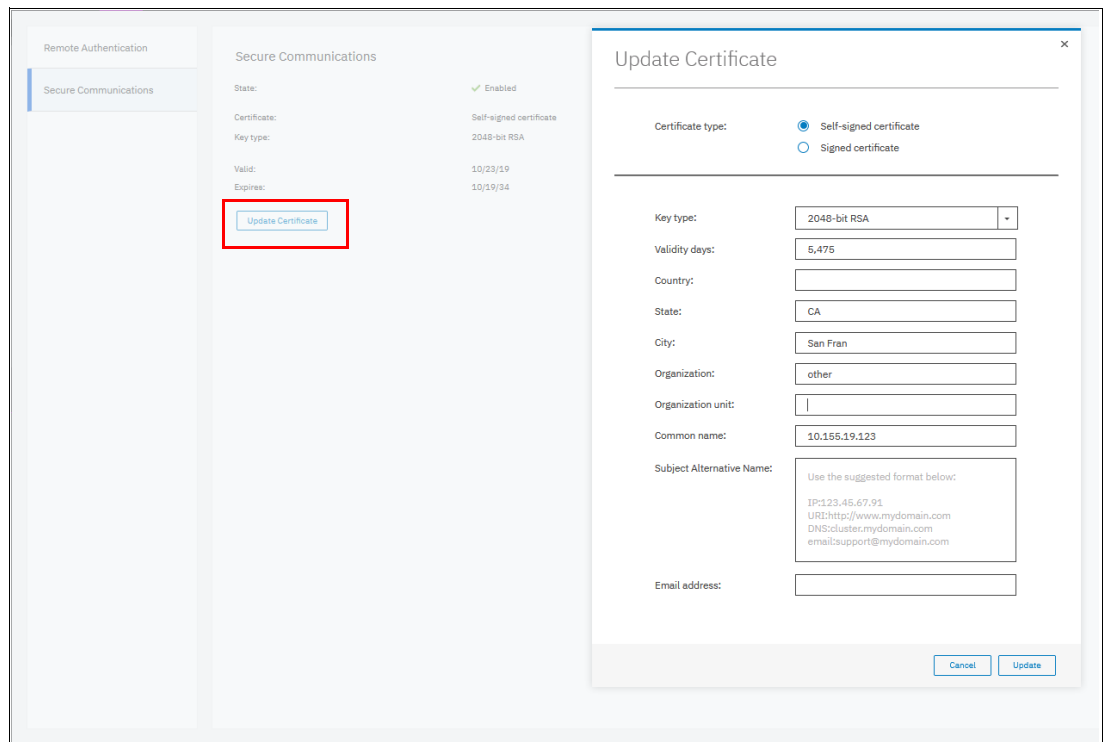 Remote Authentication
Secure Communications
Secure Communications
State: Enabled
Certificate: Self-signed certificate
Key type: 2048-bit RSA
Valid: 10/23/19
Expires: 10/19/34
Update Certificate
Update Certificate
×
Certificate type: Self-signed certificate
Signed certificate
Key type: 2048-bit RSA
Validity days: 5,475
Country:
State: CA
City: San Fran
Organization: other
Organization unit:
Common name: 10.155.19.123
Subject Alternative Name:
Use the suggested format below:
IP:123.45.67.91
URI:http://www.mydomain.com
DNS:cluster.mydomain.com
email:support@mydomain.com
Email address:
Cancel Update